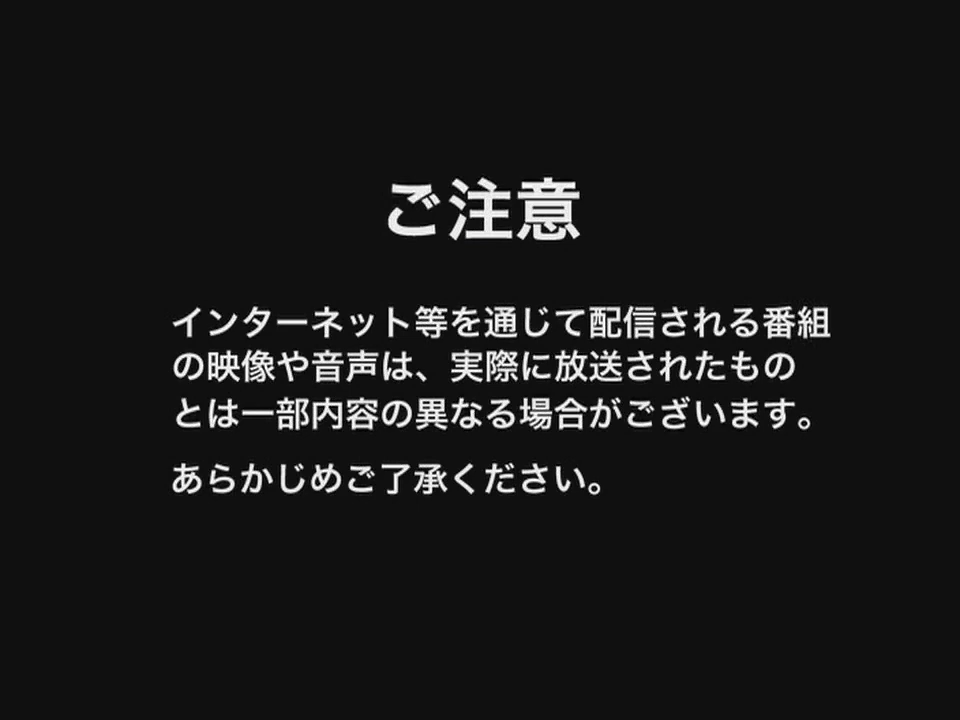 ご注意
インターネット等を通じて配信される番組
の映像や音声は、実際に放送されたもの
とは一部内容の異なる場合がございます。
あらかじめご了承ください。